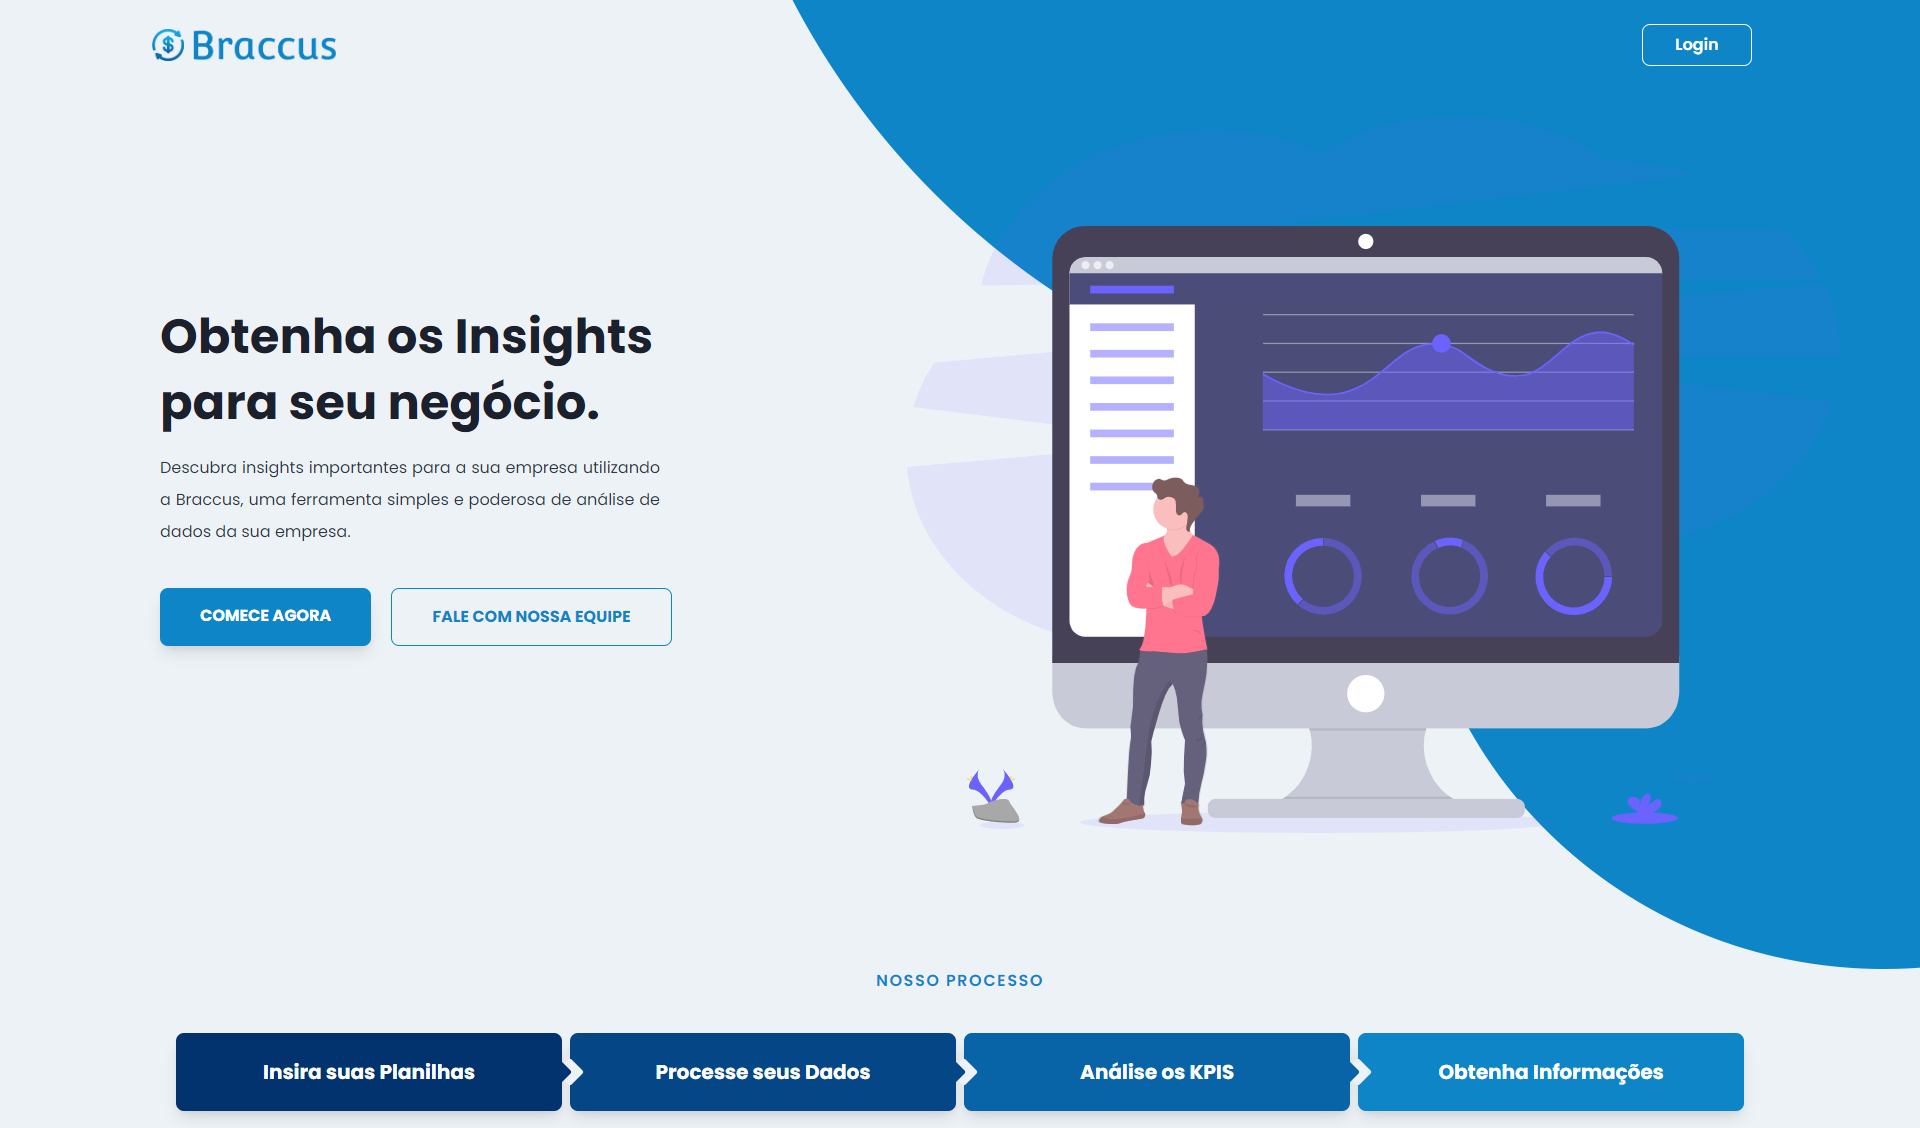 Braccus
Login
Obtenha os Insights
para seu negócio.
Descubra insights importantes para a sua empresa utilizando
a Braccus, uma ferramenta simples e poderosa de análise de
dados da sua empresa.
COMECE AGORA
FALE COM NOSSA EQUIPE
NOSSO PROCESSO
Insira suas Planilhas
Processe seus Dados
Análise os KPIS
Obtenha Informações